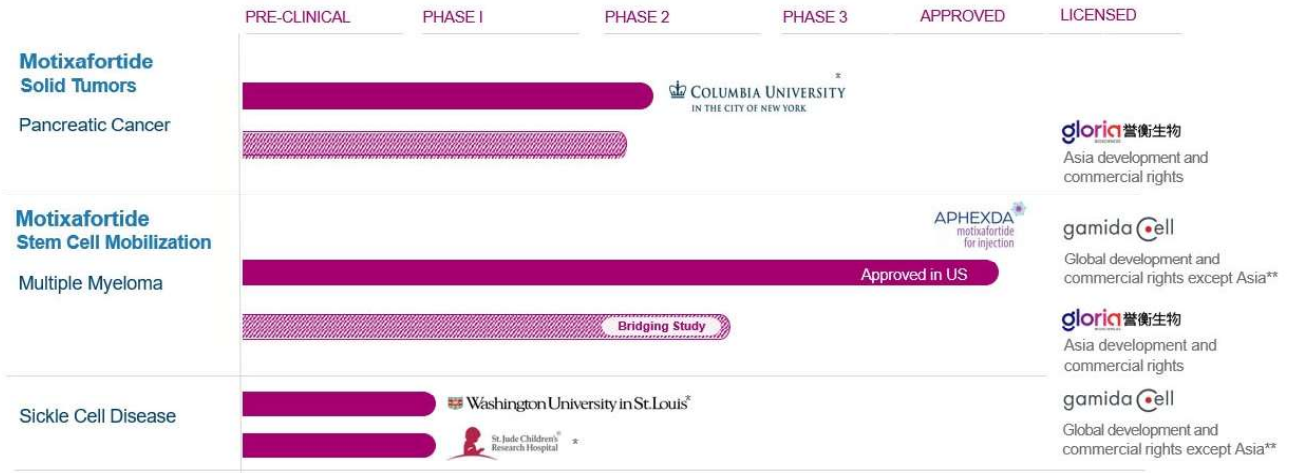 PRE-CLINICAL PHASE I PHASE 2 PHASE 3 APPROVED LICENSED
Motixafortide
Solid Tumors
Pancreatic Cancer
*
COLUMBIA UNIVERSITY
IN THE CITY OF NEW YORK
gloria 誉衡生物
Asia development and
commercial rights
Motixafortide
Stem Cell Mobilization
Multiple Myeloma
APHEXDA
motixafortide
for injection
Approved in US
gamida Cell
Global development and
commercial rights except Asia**
Bridging Study
gloria 誉衡生物
Asia development and
commercial rights
Sickle Cell Disease
Washington University in St. Louis*
St. Jude Children's
Research Hospital *
gamida Cell
Global development and
commercial rights except Asia**